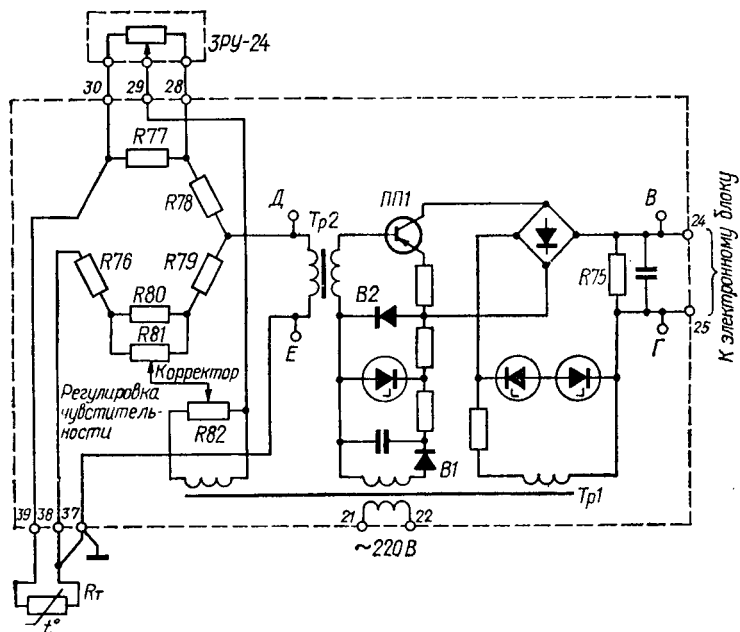 ЗРУ-24
30 29 28
R77
R78
Д
Тр2
ПП1
В
24
R76
R79
R75
R80
В2
R81
Е
Г
25
К электронному блоку
Корректор
Регулировка
чувствитель-
ности
R82
В1
Тр1
39 38 37
21 22
~220 В
Rт
t°